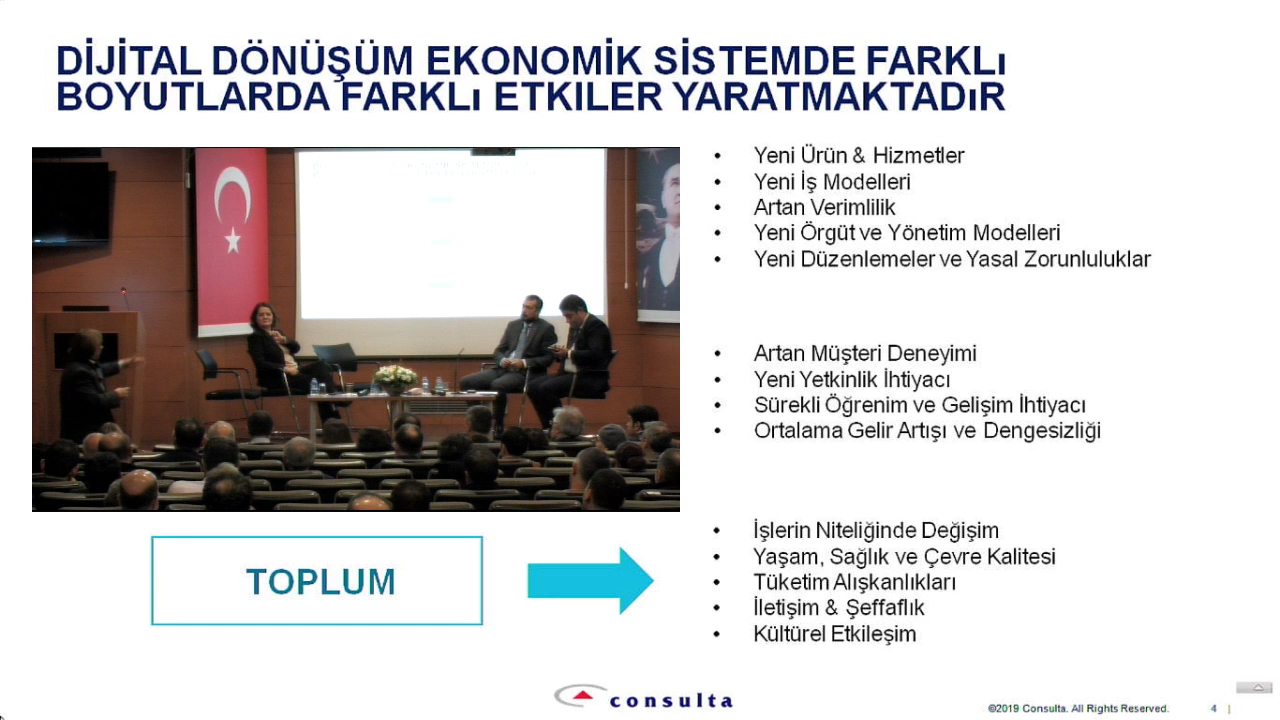 DİJİTAL DÖNÜŞÜM EKONOMİK SİSTEMDE FARKLı
BOYUTLARDA FARKLı ETKILER YARATMAKTADıR
• Yeni Ürün & Hizmetler
• Yeni İş Modelleri
• Artan Verimlilik
• Yeni Örgüt ve Yönetim Modelleri
• Yeni Düzenlemeler ve Yasal Zorunluluklar
• Artan Müşteri Deneyimi
• Yeni Yetkinlik İhtiyacı
• Sürekli Öğrenim ve Gelişim İhtiyacı
• Ortalama Gelir Artışı ve Dengesizliği
TOPLUM
• İşlerin Niteliğinde Değişim
• Yaşam, Sağlık ve Çevre Kalitesi
• Tüketim Alışkanlıkları
• İletişim & Şeffaflık
• Kültürel Etkileşim
consulta
©2019 Consulta. All Rights Reserved. 4 |